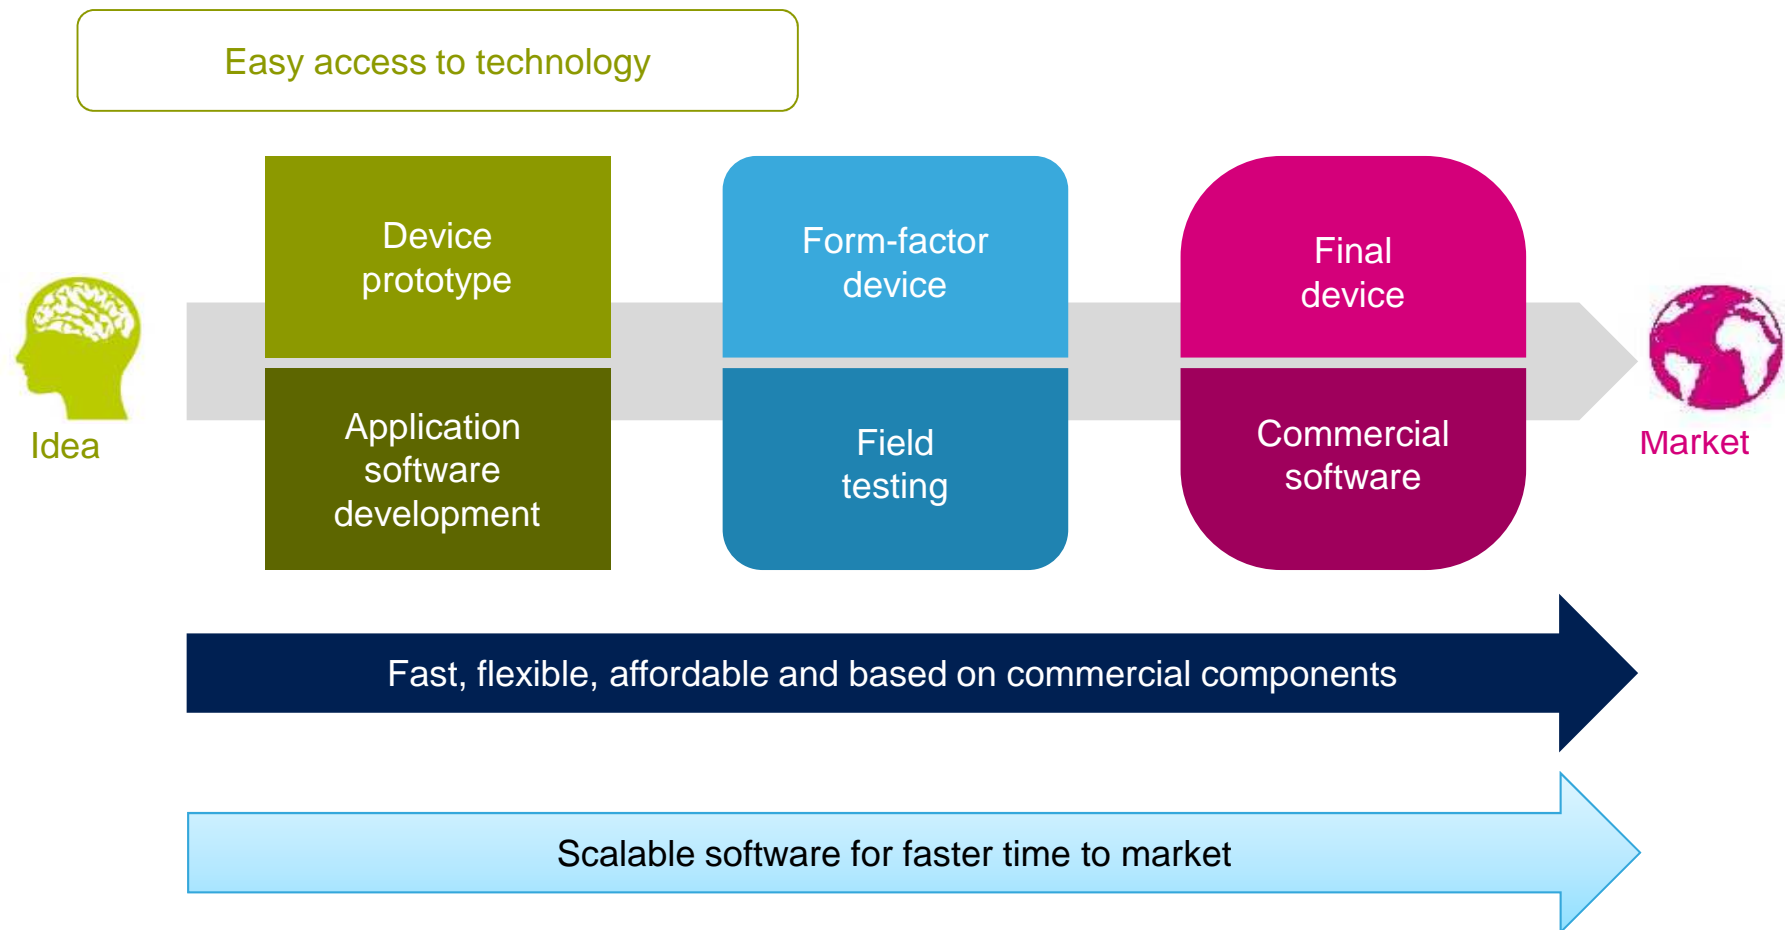 Easy access to technology
Device
prototype
Application
software
development
Form-factor
device
Field
testing
Final
device
Commercial
software
Idea
Market
Fast, flexible, affordable and based on commercial components
Scalable software for faster time to market